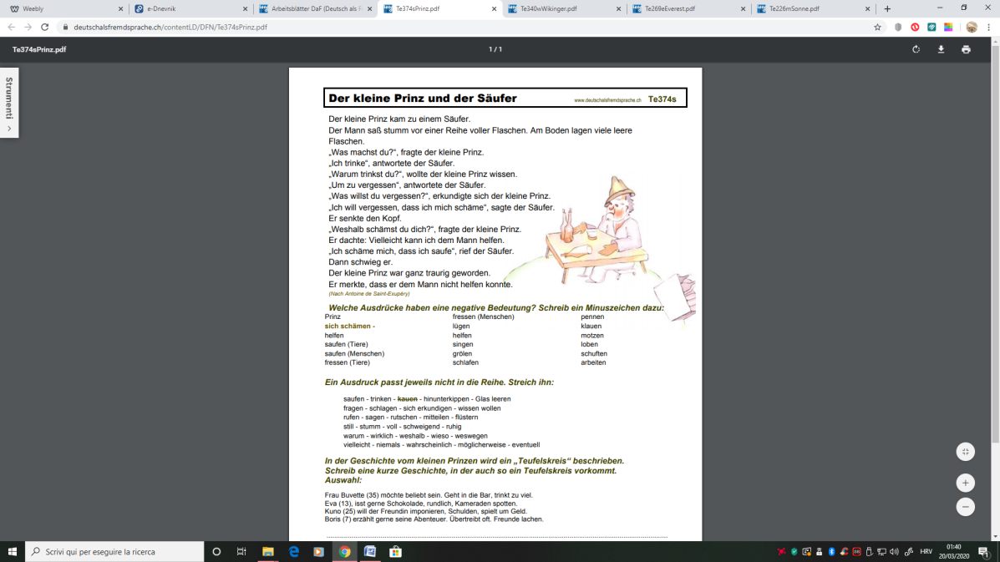 Weebly
e-Dnevnik
Arbeitsblätter DaF (Deutsch als F
Te374sPrinz.pdf
Te340wWikinger.pdf
Te269eEverest.pdf
Te226mSonne.pdf
deutschalsfremdsprache.ch/contentLD/DFN/Te374sPrinz.pdf
Te374sPrinz.pdf
1 / 1
Strumenti
Der kleine Prinz und der Säufer www.deutschalsfremdsprache.ch Te374s
Der kleine Prinz kam zu einem Säufer.
Der Mann saß stumm vor einer Reihe voller Flaschen. Am Boden lagen viele leere
Flaschen.
„Was machst du?“, fragte der kleine Prinz.
„Ich trinke“, antwortete der Säufer.
„Warum trinkst du?“, wollte der kleine Prinz wissen.
„Um zu vergessen“, antwortete der Säufer.
„Was willst du vergessen?“, erkundigte sich der kleine Prinz.
„Ich will vergessen, dass ich mich schäme“, sagte der Säufer.
Er senkte den Kopf.
„Weshalb schämst du dich?“, fragte der kleine Prinz.
Er dachte: Vielleicht kann ich dem Mann helfen.
„Ich schäme mich, dass ich saufe“, rief der Säufer.
Dann schwieg er.
Der kleine Prinz war ganz traurig geworden.
Er merkte, dass er dem Mann nicht helfen konnte.
(Nach Antoine de Saint-Exupéry)
Welche Ausdrücke haben eine negative Bedeutung? Schreib ein Minuszeichen dazu:
Prinz fressen (Menschen) pennen
sich schämen - lügen klauen
helfen helfen motzen
saufen (Tiere) singen loben
saufen (Menschen) grölen schuften
fressen (Tiere) schlafen arbeiten
Ein Ausdruck passt jeweils nicht in die Reihe. Streich ihn:
saufen - trinken - kauen - hinunterkippen - Glas leeren
fragen - schlagen - sich erkundigen - wissen wollen
rufen - sagen - rutschen - mitteilen - flüstern
still - stumm - voll - schweigend - ruhig
warum - wirklich - weshalb - wieso - weswegen
vielleicht - niemals - wahrscheinlich - möglicherweise - eventuell
In der Geschichte vom kleinen Prinzen wird ein „Teufelskreis“ beschrieben.
Schreib eine kurze Geschichte, in der auch so ein Teufelskreis vorkommt.
Auswahl:
Frau Buvette (35) möchte beliebt sein. Geht in die Bar, trinkt zu viel.
Eva (13), isst gerne Schokolade, rundlich, Kameraden spotten.
Kuno (25) will der Freundin imponieren, Schulden, spielt um Geld.
Boris (7) erzählt gerne seine Abenteuer. Übertreibt oft. Freunde lachen.
Scrivi qui per eseguire la ricerca
HRV
01:40
20/03/2020